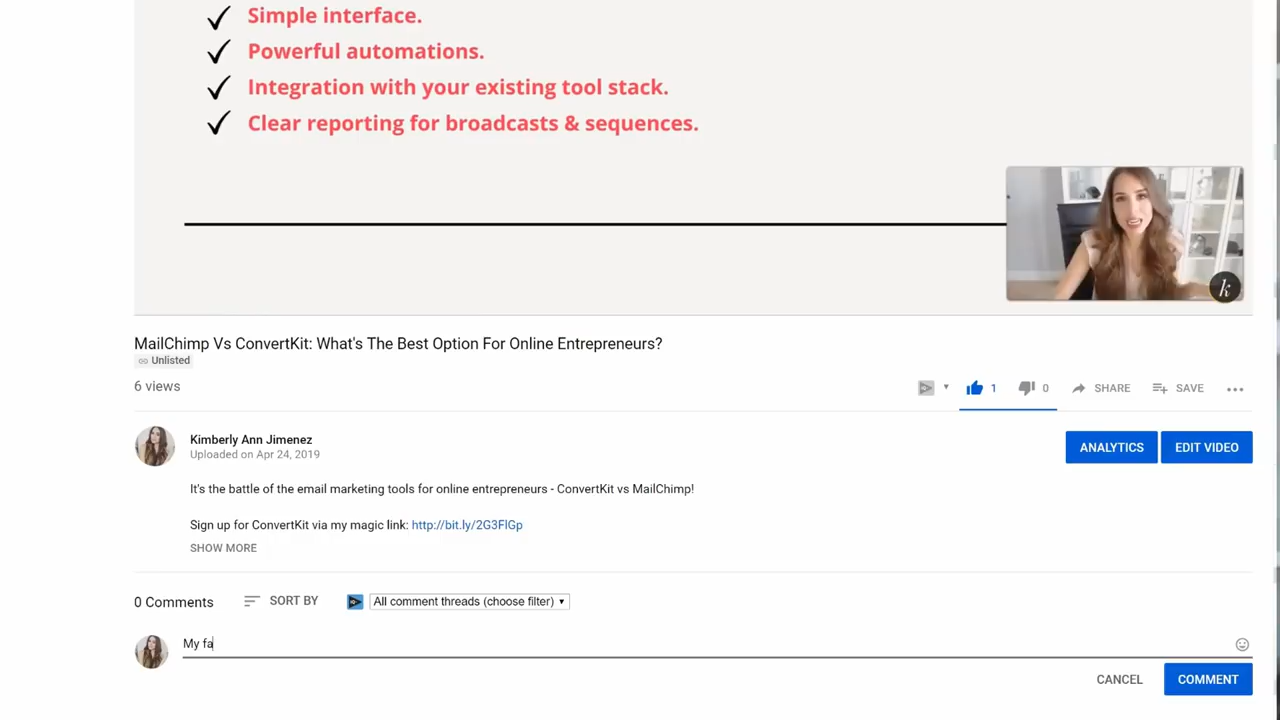 Simple interface.
Powerful automations.
Integration with your existing tool stack.
Clear reporting for broadcasts & sequences.
k
MailChimp Vs ConvertKit: What's The Best Option For Online Entrepreneurs?
Unlisted
6 views
1 0 SHARE SAVE
Kimberly Ann Jimenez
Uploaded on Apr 24, 2019
ANALYTICS EDIT VIDEO
It's the battle of the email marketing tools for online entrepreneurs - ConvertKit vs MailChimp!
Sign up for ConvertKit via my magic link: http://bit.ly/2G3FlGp
SHOW MORE
0 Comments SORT BY All comment threads (choose filter)
My fa
CANCEL COMMENT